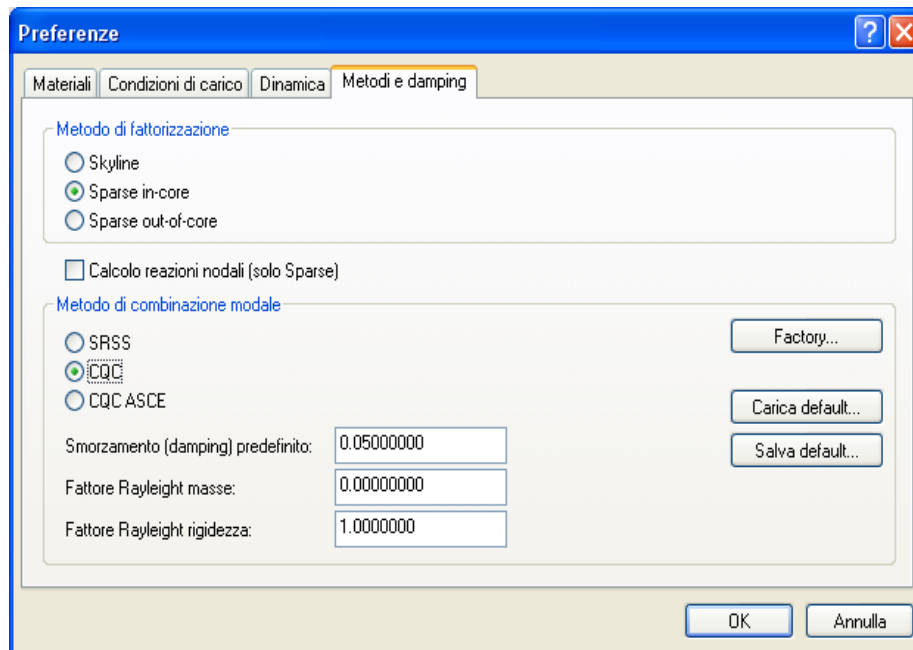 Preferenze
Materiali Condizioni di carico Dinamica Metodi e damping
Metodo di fattorizzazione
Skyline
Sparse in-core
Sparse out-of-core
Calcolo reazioni nodali (solo Sparse)
Metodo di combinazione modale
SRSS
CQC
CQC ASCE
Factory...
Carica default...
Salva default...
Smorzamento (damping) predefinito: 0.05000000
Fattore Rayleight masse: 0.00000000
Fattore Rayleight rigidezza: 1.0000000
OK Annulla